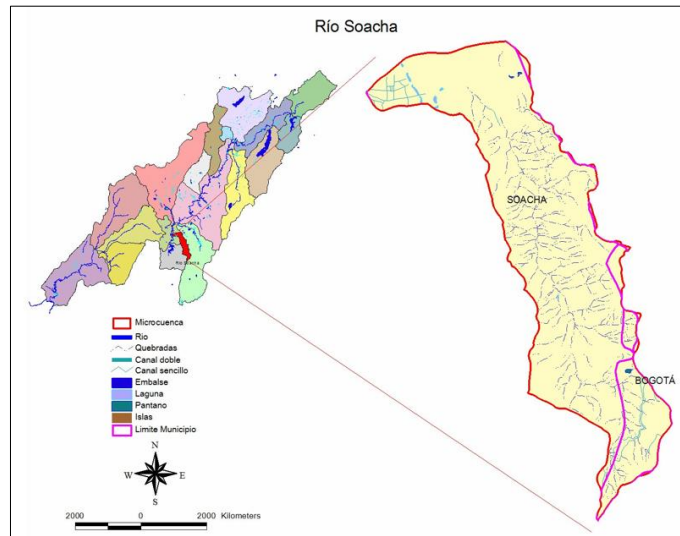 Río Soacha
SOACHA
BOGOTÁ
Microcuenca
Rio
Quebradas
Canal doble
Canal sencillo
Embalse
Laguna
Pantano
Islas
Limite Municipio
N
W E
S
2000 0 2000 Kilometers